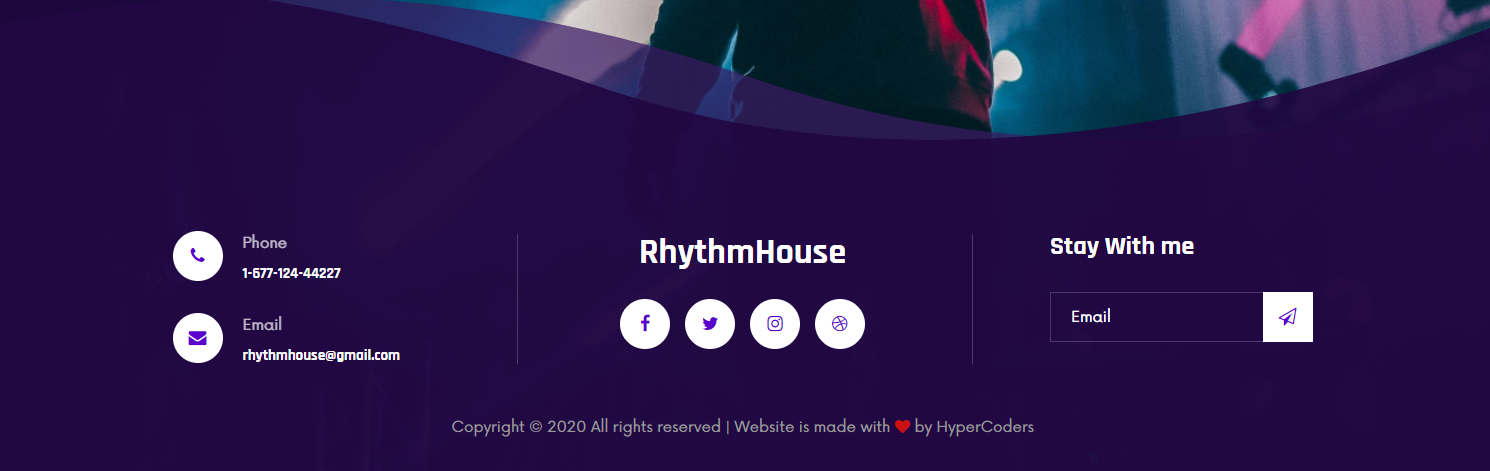 Phone
1-677-124-44227
Email
rhythmhouse@gmail.com
RhythmHouse
Stay With me
Email
Copyright © 2020 All rights reserved | Website is made with ❤ by HyperCoders